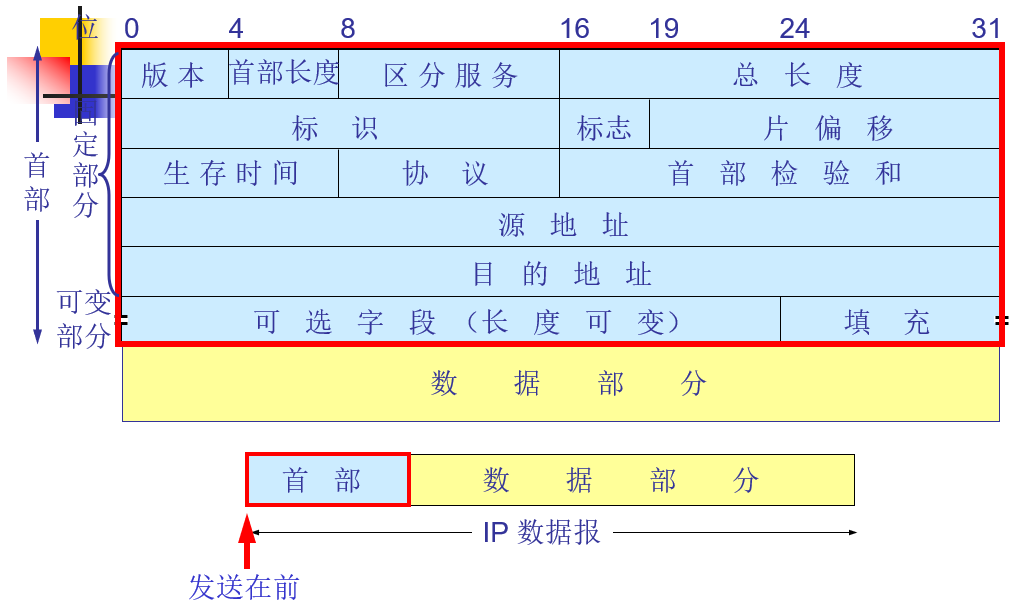 位 0 4 8 16 19 24 31
版本 首部长度 区分服务 总长度
标识 标志 片偏移
生存时间 协议 首部检验和
源地址
目的地址
可选字段（长度可变） 填充
首部
定部分
可变部分
数据部分
首部 数据部分
IP 数据报
发送在前